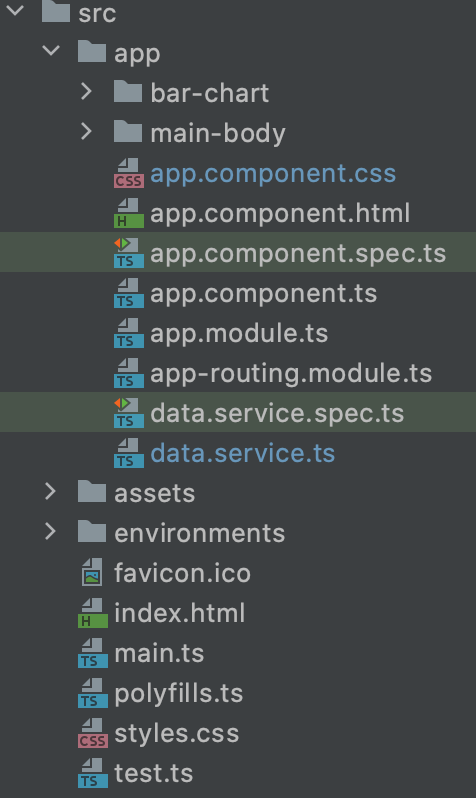 src
app
bar-chart
main-body
CSS app.component.css
H app.component.html
TS app.component.spec.ts
TS app.component.ts
TS app.module.ts
TS app-routing.module.ts
TS data.service.spec.ts
TS data.service.ts
assets
environments
favicon.ico
H index.html
TS main.ts
TS polyfills.ts
CSS styles.css
TS test.ts